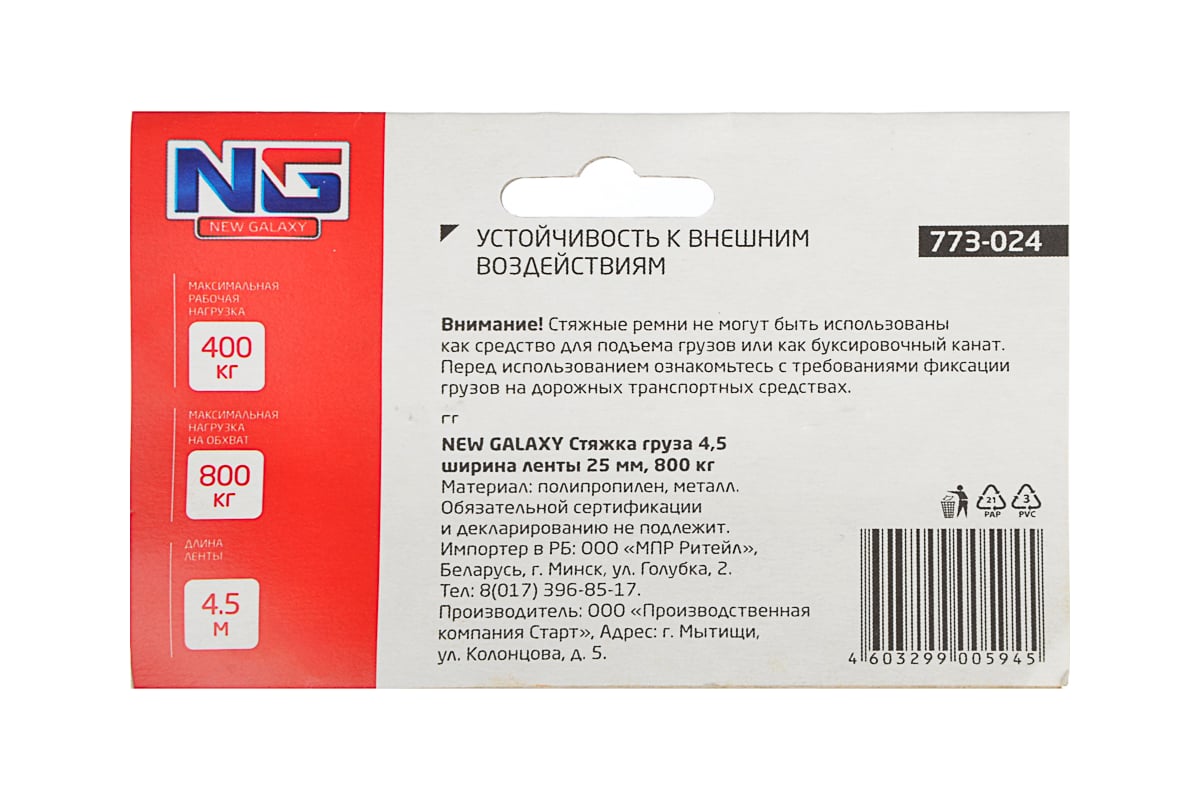 NG
NEW GALAXY
МАКСИМАЛЬНАЯ
РАБОЧАЯ
НАГРУЗКА
400
КГ
МАКСИМАЛЬНАЯ
НАГРУЗКА
НА ОБХВАТ
800
КГ
ДЛИНА
ЛЕНТЫ
4.5
М
УСТОЙЧИВОСТЬ К ВНЕШНИМ
ВОЗДЕЙСТВИЯМ
773-024
Внимание! Стяжные ремни не могут быть использованы
как средство для подъема грузов или как буксировочный канат.
Перед использованием ознакомьтесь с требованиями фиксации
грузов на дорожных транспортных средствах.
гг
NEW GALAXY Стяжка груза 4,5
ширина ленты 25 мм, 800 кг
Материал: полипропилен, металл.
Обязательной сертификации
и декларированию не подлежит.
Импортер в РБ: ООО «МПР Ритейл»,
Беларусь, г. Минск, ул. Голубка, 2.
Тел: 8(017) 396-85-17.
Производитель: ООО «Производственная
компания Старт», Адрес: г. Мытищи,
ул. Колонцова, д. 5.
21
PAP
3
PVC
4 603299 005945